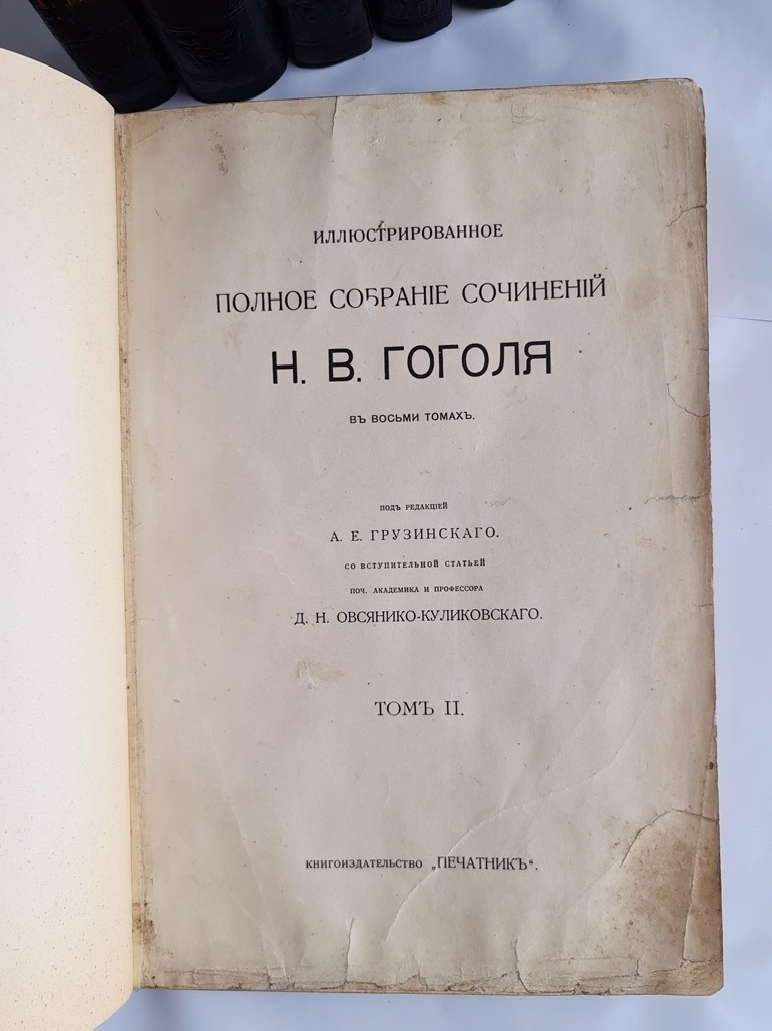 ИЛЛЮСТРИРОВАННОЕ
ПОЛНОЕ СОБРАНІЕ СОЧИНЕНІЙ
Н. В. ГОГОЛЯ
ВЪ ВОСЬМИ ТОМАХЪ.
ПОДЪ РЕДАКЦІЕЙ
А. Е. ГРУЗИНСКАГО.
СО ВСТУПИТЕЛЬНОЙ СТАТЬЕЙ
ПОЧ. АКАДЕМИКА И ПРОФЕССОРА
Д. Н. ОВСЯНИКО-КУЛИКОВСКАГО.
ТОМЪ II.
КНИГОИЗДАТЕЛЬСТВО „ПЕЧАТНИКЪ“.